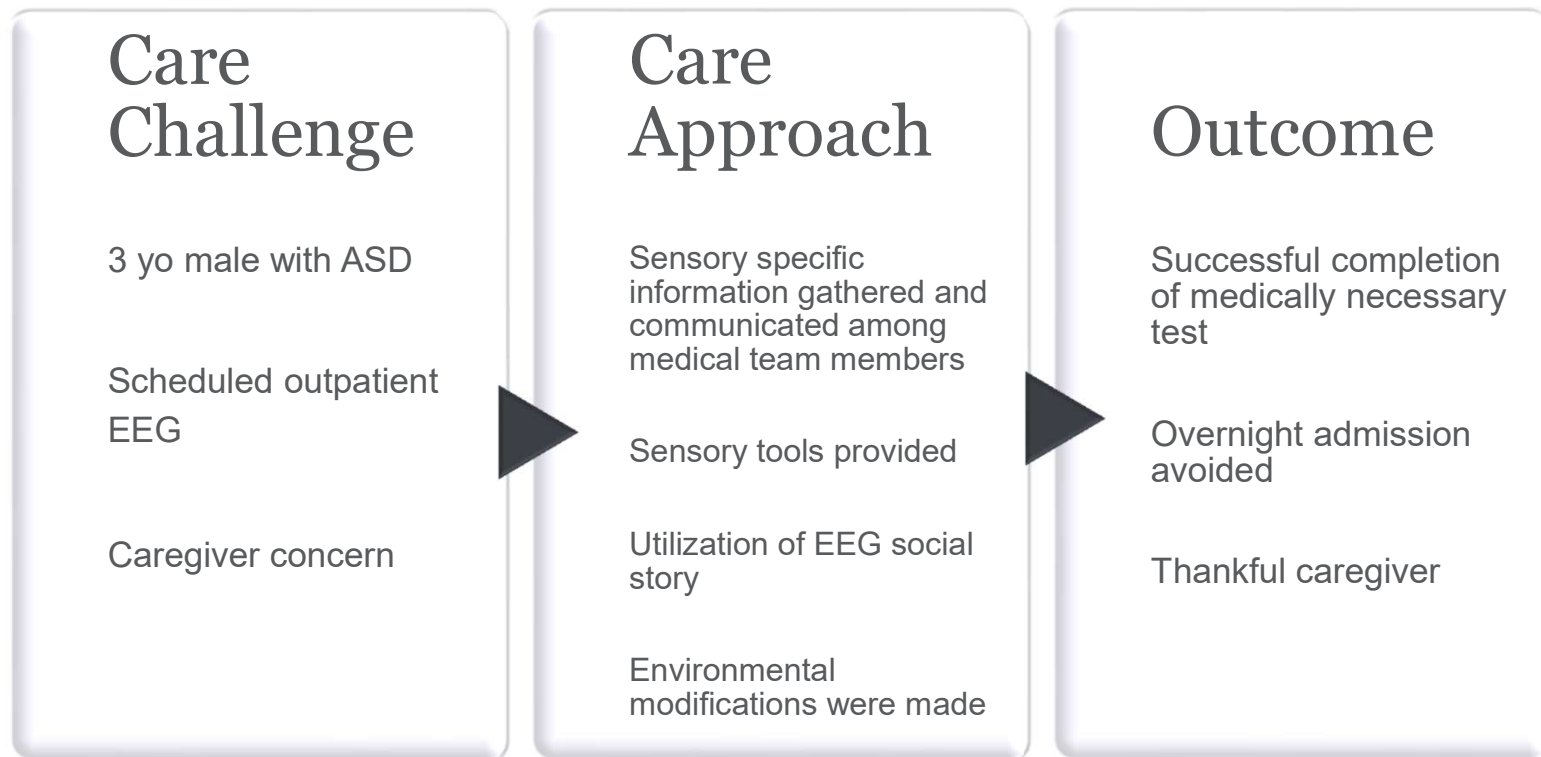 Care
Challenge
3 yo male with ASD
Scheduled outpatient
EEG
Caregiver concern
Care
Approach
Sensory specific
information gathered and
communicated among
medical team members
Sensory tools provided
Utilization of EEG social
story
Environmental
modifications were made
Outcome
Successful completion
of medically necessary
test
Overnight admission
avoided
Thankful caregiver